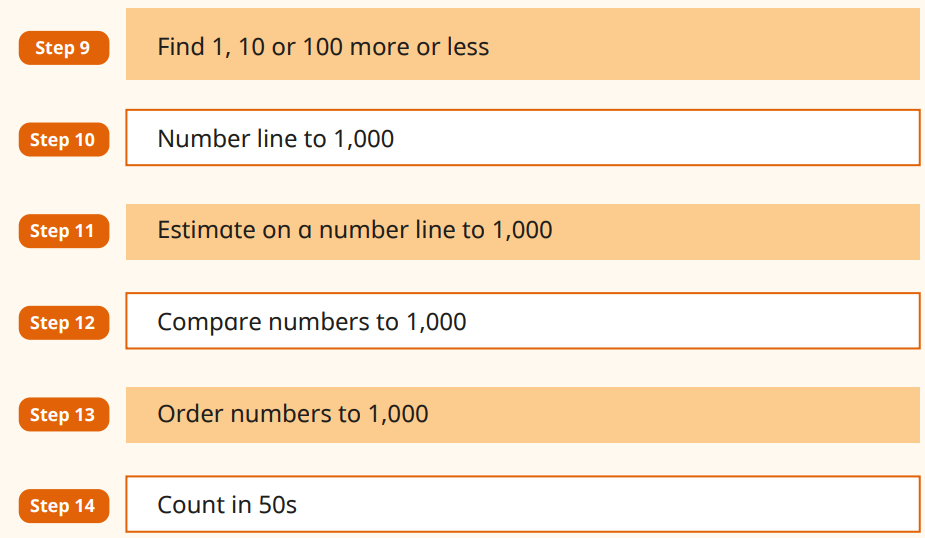 Step 9 Find 1, 10 or 100 more or less
Step 10 Number line to 1,000
Step 11 Estimate on a number line to 1,000
Step 12 Compare numbers to 1,000
Step 13 Order numbers to 1,000
Step 14 Count in 50s